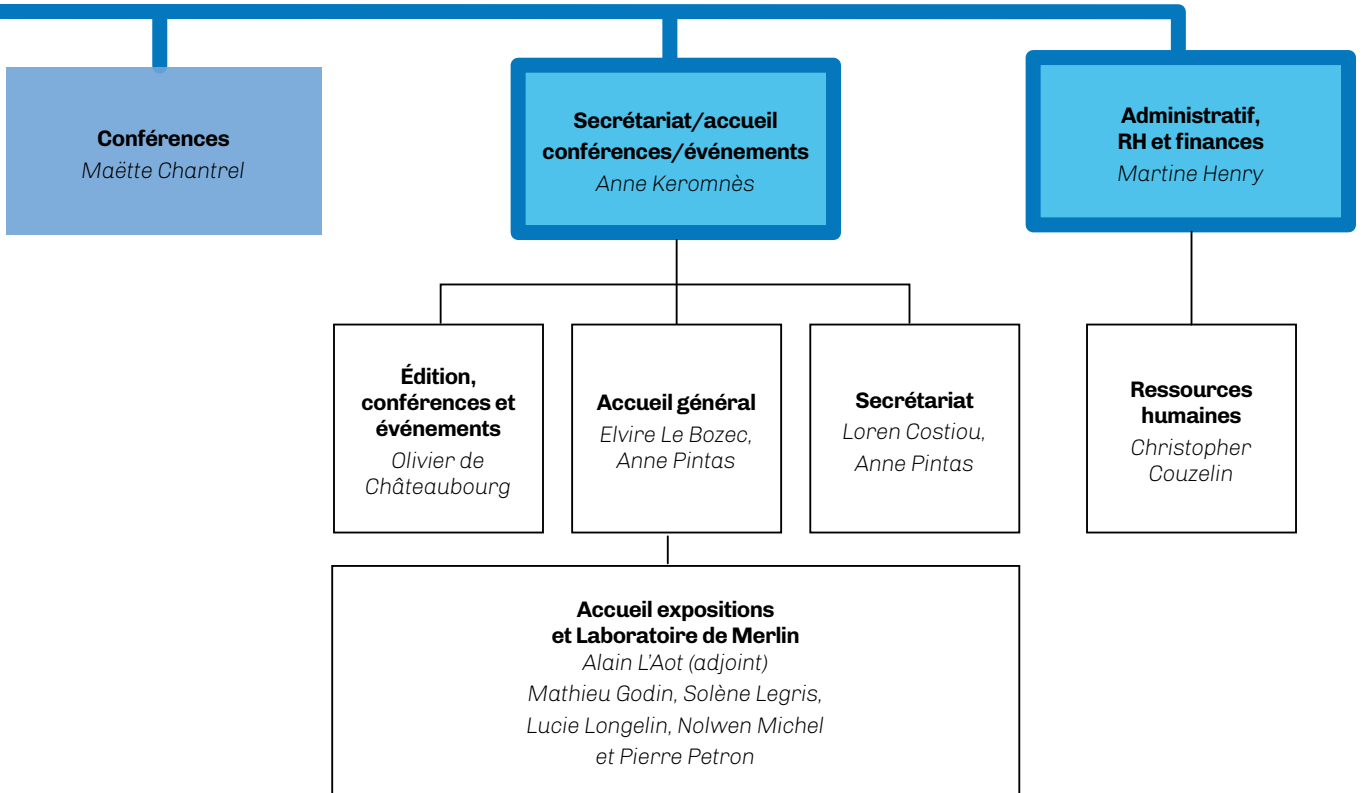 Conférences
Maëtte Chantrel
Secrétariat/accueil
conférences/événements
Anne Keromnès
Administratif,
RH et finances
Martine Henry
Édition,
conférences et
événements
Olivier de
Châteaubourg
Accueil général
Elvire Le Bozec,
Anne Pintas
Secrétariat
Loren Costiou,
Anne Pintas
Ressources
humaines
Christopher
Couzelin
Accueil expositions
et Laboratoire de Merlin
Alain L’Aot (adjoint)
Mathieu Godin, Solène Legris,
Lucie Longelin, Nolwen Michel
et Pierre Petron